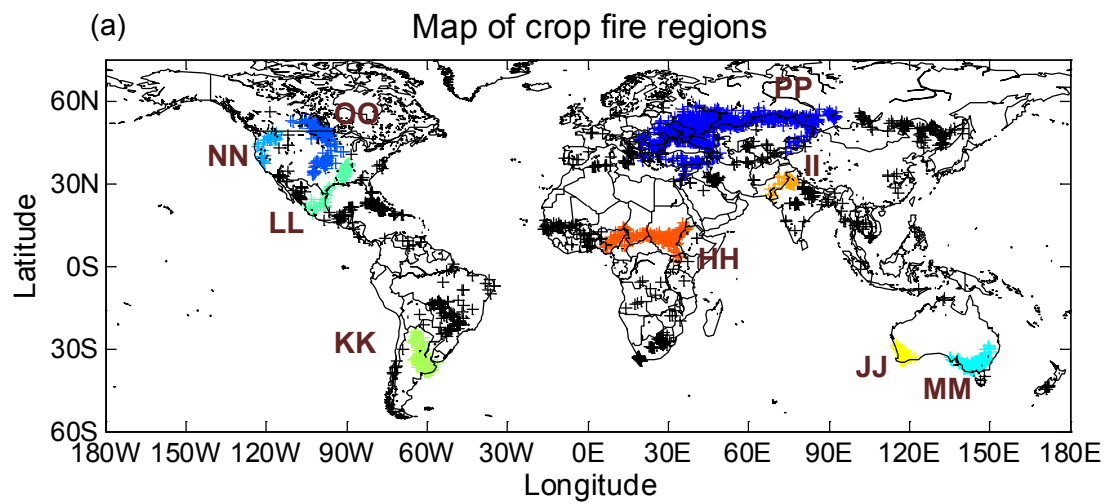 (a) Map of crop fire regions
PP
60N
OO
NN
II
30N
LL
Latitude
0S
HH
KK
30S
JJ
MM
60S
180W 150W 120W 90W 60W 30W 0E 30E 60E 90E 120E 150E 180E
Longitude